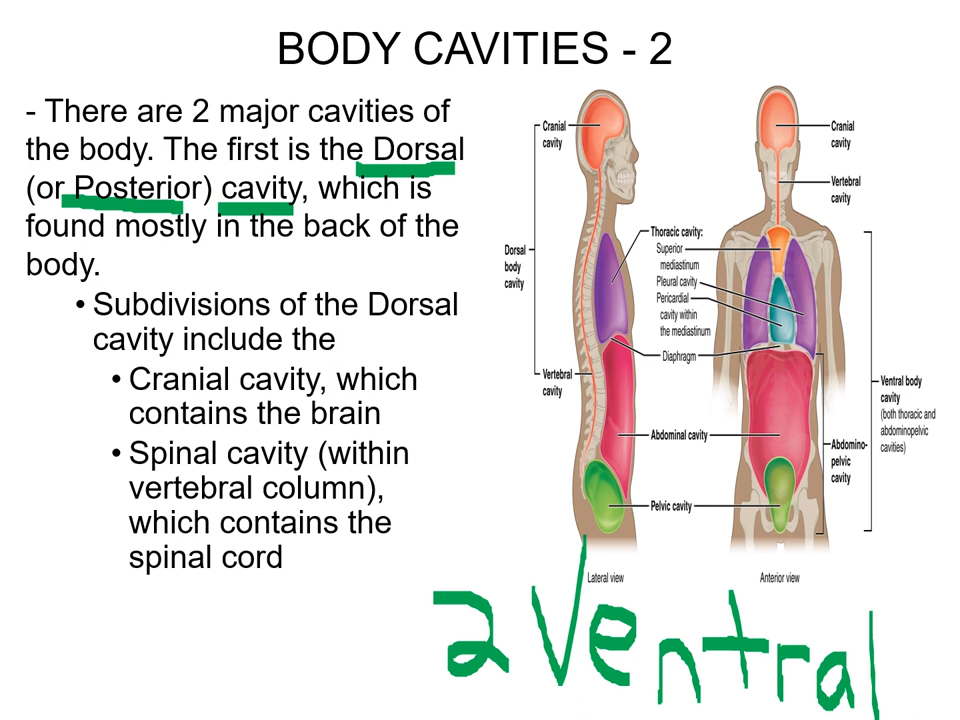 BODY CAVITIES - 2
- There are 2 major cavities of
the body. The first is the Dorsal
(or Posterior) cavity, which is
found mostly in the back of the
body.
• Subdivisions of the Dorsal
cavity include the
• Cranial cavity, which
contains the brain
• Spinal cavity (within
vertebral column),
which contains the
spinal cord
Cranial
cavity
Dorsal
body
cavity
Vertebral
cavity
Thoracic cavity:
Superior
mediastinum
Pleural cavity
Pericardial
cavity within
the mediastinum
Diaphragm
Abdominal cavity
Pelvic cavity
Cranial
cavity
Vertebral
cavity
Ventral body
cavity
(both thoracic and
abdominopelvic
cavities)
Abdomino-
pelvic
cavity
Lateral view
Anterior view
2 Ventral